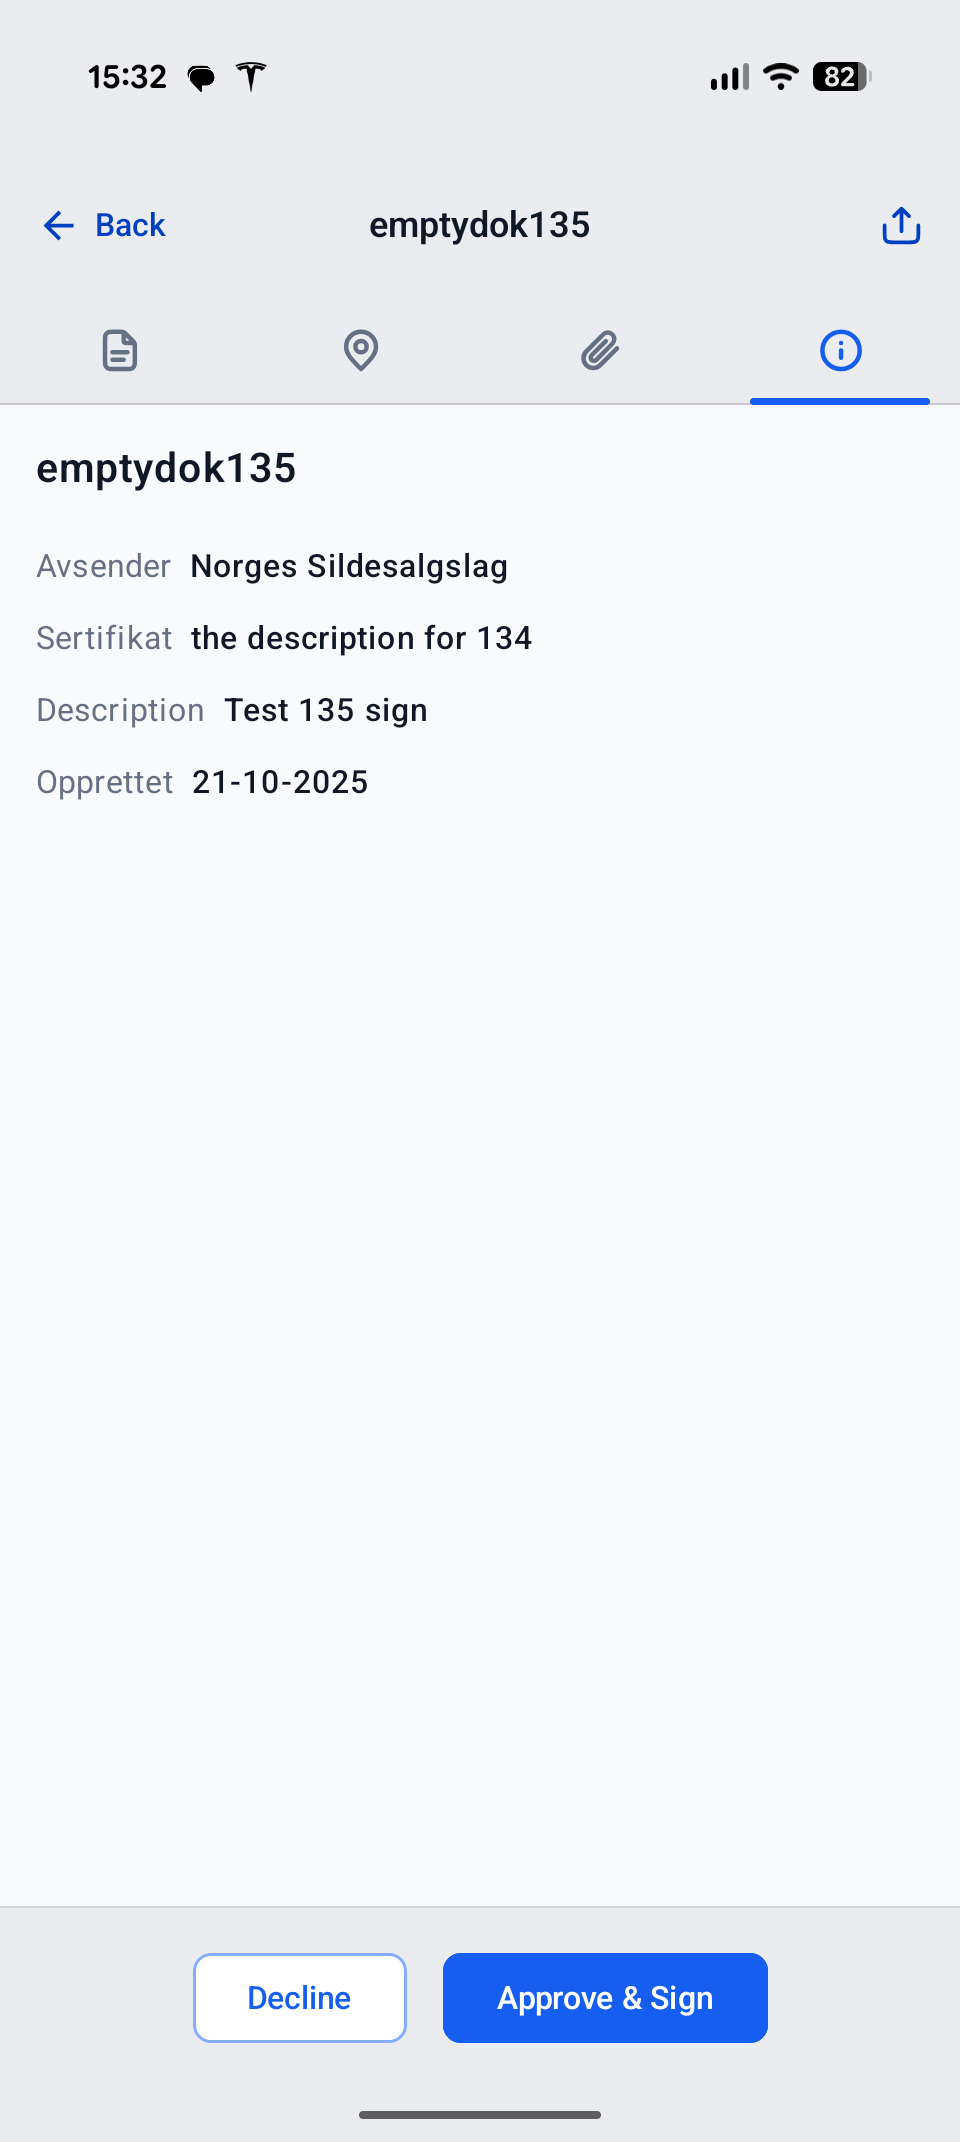 15:32
82
Back
emptydok135
emptydok135
Avsender Norges Sildesalgslag
Sertifikat the description for 134
Description Test 135 sign
Opprettet 21-10-2025
Decline
Approve & Sign